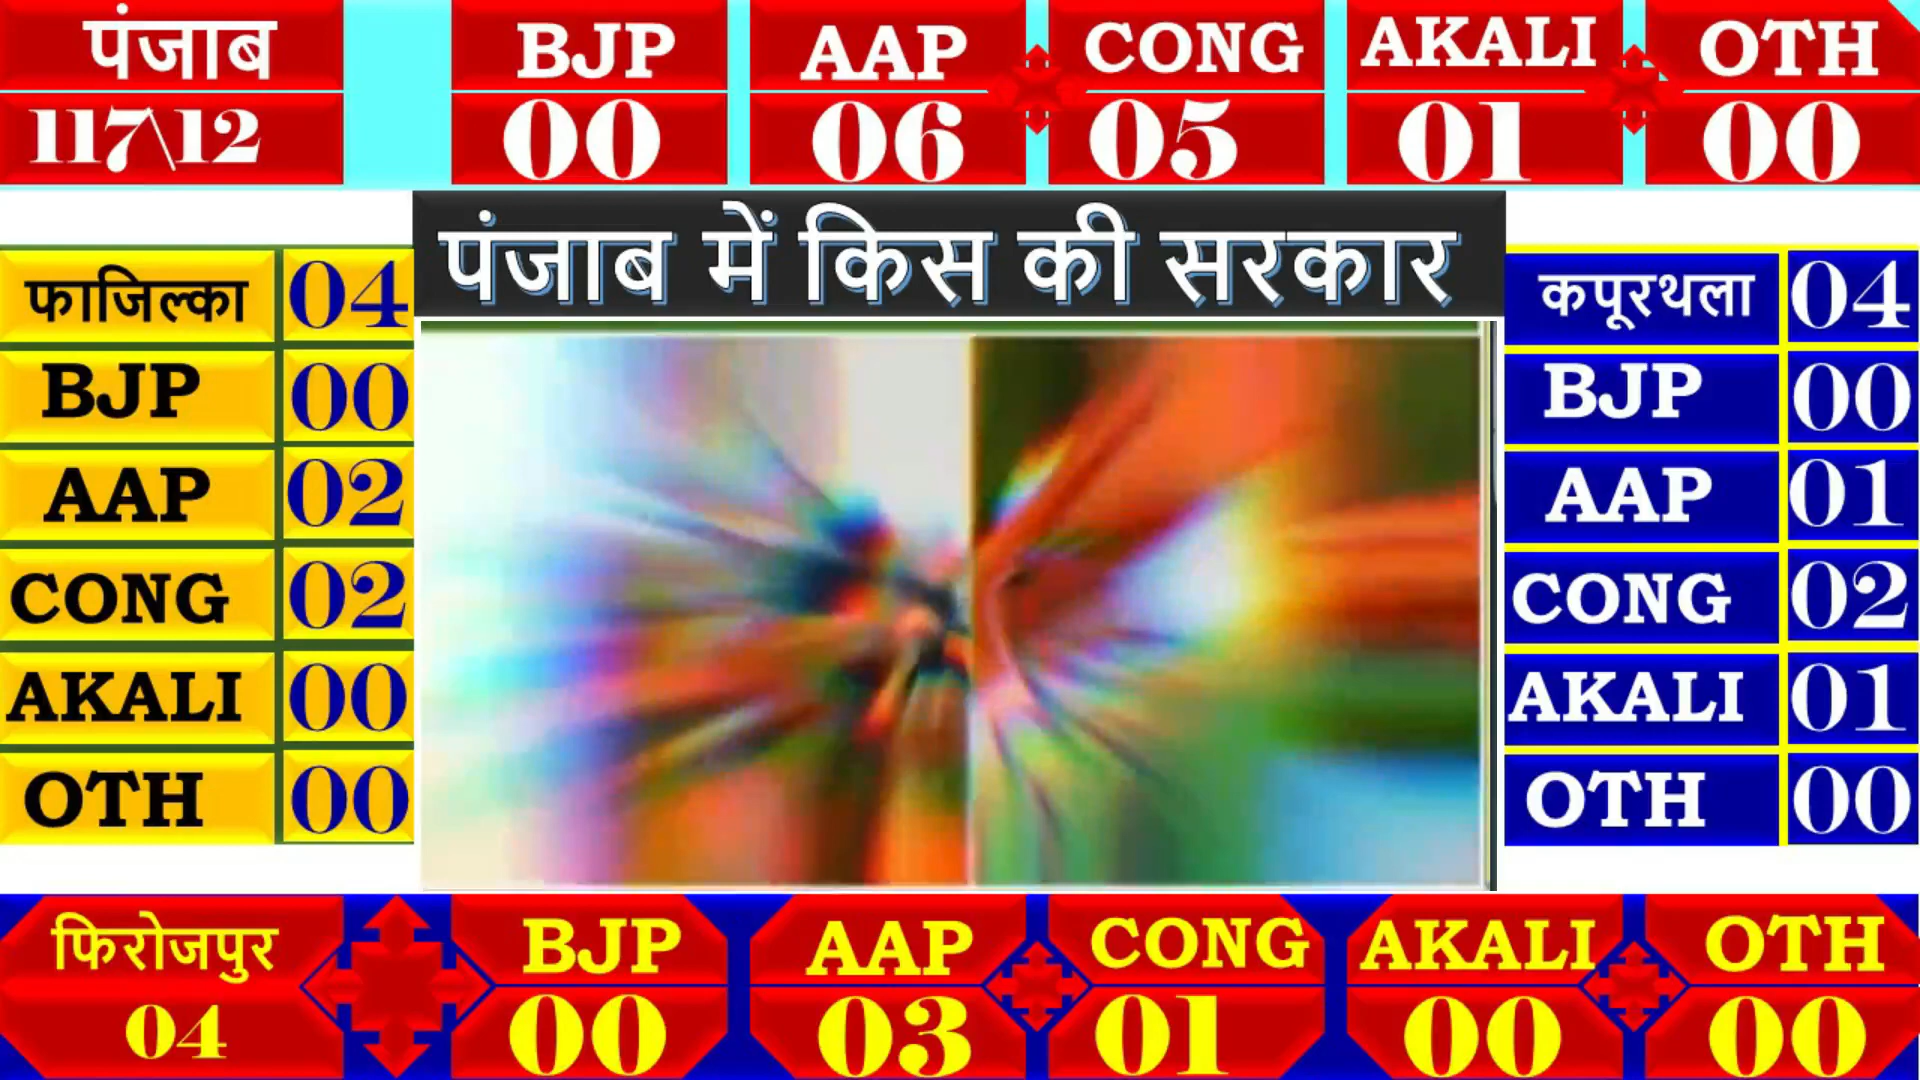 पंजाब BJP AAP CONG AKALI OTH
117\12 00 06 05 01 00
पंजाब में किस की सरकार
फाजिल्का 04
BJP 00
AAP 02
CONG 02
AKALI 00
OTH 00
कपूरथला 04
BJP 00
AAP 01
CONG 02
AKALI 01
OTH 00
फिरोजपुर BJP AAP CONG AKALI OTH
04 00 03 01 00 00